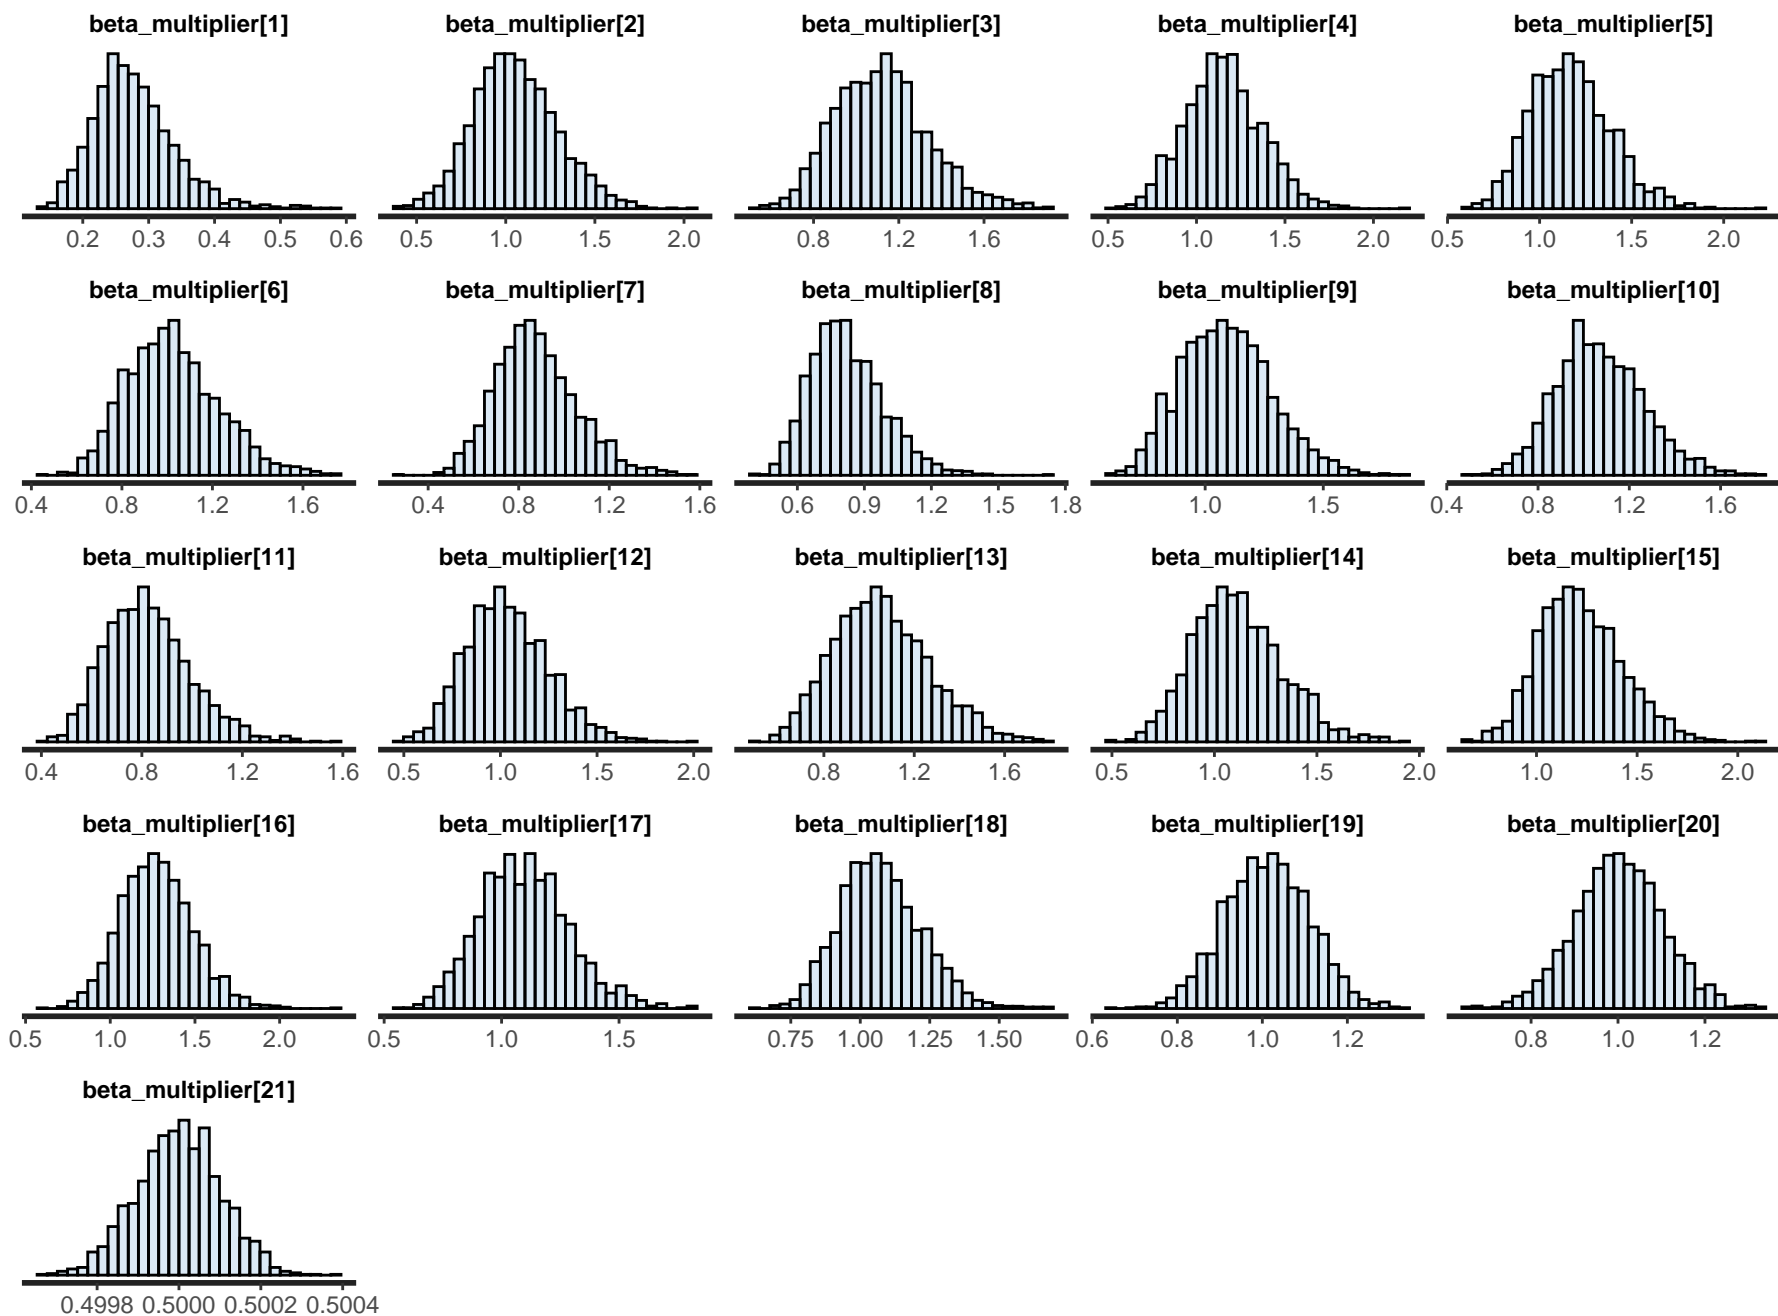 beta_multiplier[1] beta_multiplier[2] beta_multiplier[3] beta_multiplier[4] beta_multiplier[5]
0.2 0.3 0.4 0.5 0.6 0.5 1.0 1.5 2.0 0.8 1.2 1.6 0.5 1.0 1.5 2.0 0.5 1.0 1.5 2.0
beta_multiplier[6] beta_multiplier[7] beta_multiplier[8] beta_multiplier[9] beta_multiplier[10]
0.4 0.8 1.2 1.6 0.4 0.8 1.2 1.6 0.6 0.9 1.2 1.5 1.8 1.0 1.5 0.4 0.8 1.2 1.6
beta_multiplier[11] beta_multiplier[12] beta_multiplier[13] beta_multiplier[14] beta_multiplier[15]
0.4 0.8 1.2 1.6 0.5 1.0 1.5 2.0 0.8 1.2 1.6 0.5 1.0 1.5 2.0 1.0 1.5 2.0
beta_multiplier[16] beta_multiplier[17] beta_multiplier[18] beta_multiplier[19] beta_multiplier[20]
0.5 1.0 1.5 2.0 0.5 1.0 1.5 0.75 1.00 1.25 1.50 0.6 0.8 1.0 1.2 0.8 1.0 1.2
beta_multiplier[21]
0.4998 0.5000 0.5002 0.5004